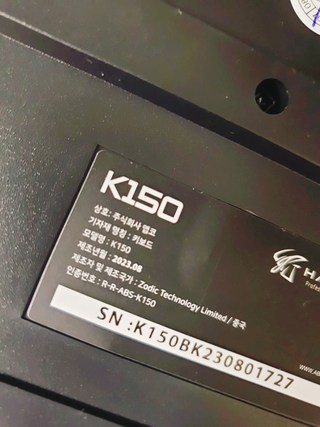 K150
상호: 주식회사 앱코
기자재 명칭 : 키보드
모델명 : K150
제조년월 : 2023.08
제조자 및 제조국가 : Zodic Technology Limited / 중국
인증번호 : R-R-ABS-K150
SN :K150BK230801727